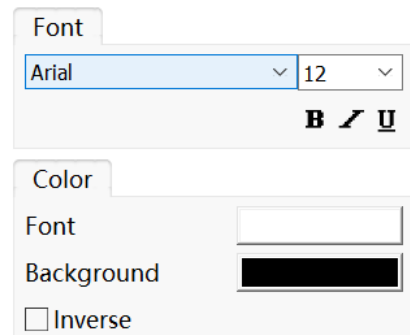 Font
Arial 12
B I U
Color
Font
Background
Inverse